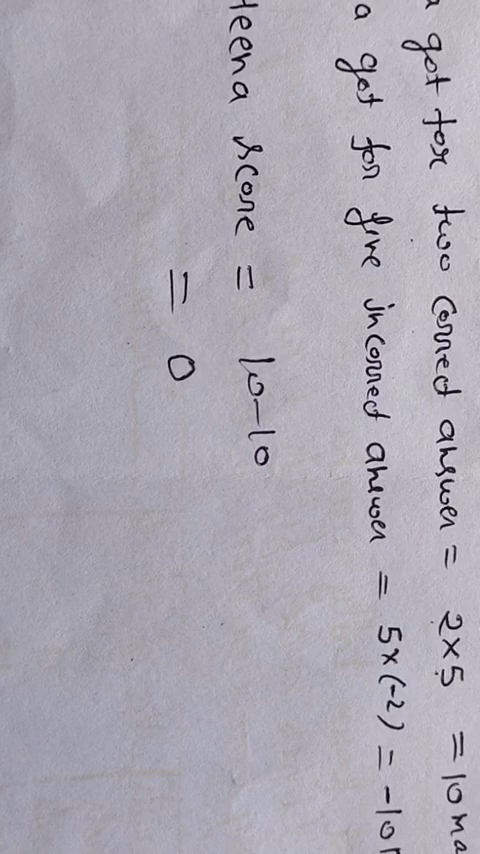 a got for two correct answer = 2×5 = 10 ma
a got for five incorrect answer = 5×(-2) = -10
Heena score = 10-10
= 0